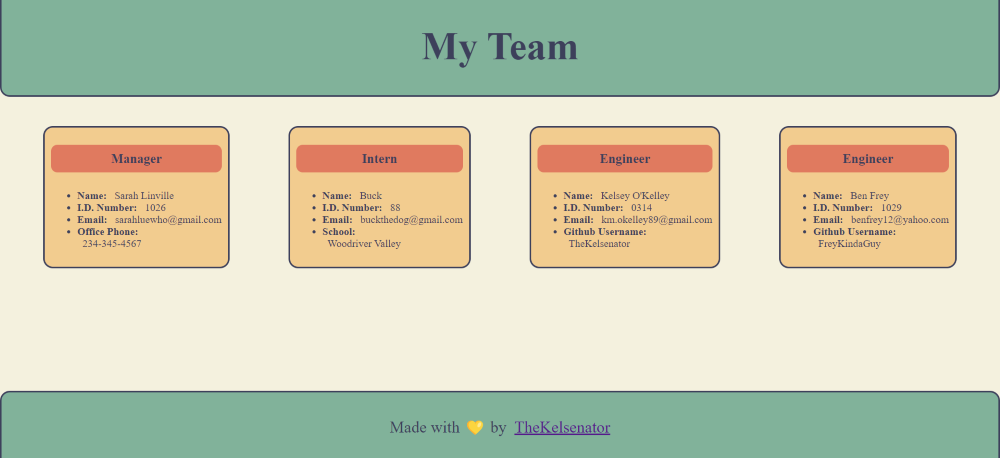 My Team
Manager
Name: Sarah Linville
I.D. Number: 1026
Email: sarahluewho@gmail.com
Office Phone:
234-345-4567
Intern
Name: Buck
I.D. Number: 88
Email: buckthedog@gmail.com
School:
Woodriver Valley
Engineer
Name: Kelsey O'Kelley
I.D. Number: 0314
Email: km.okelley89@gmail.com
Github Username:
TheKelsenator
Engineer
Name: Ben Frey
I.D. Number: 1029
Email: benfrey12@yahoo.com
Github Username:
FreyKindaGuy
Made with 💛 by TheKelsenator